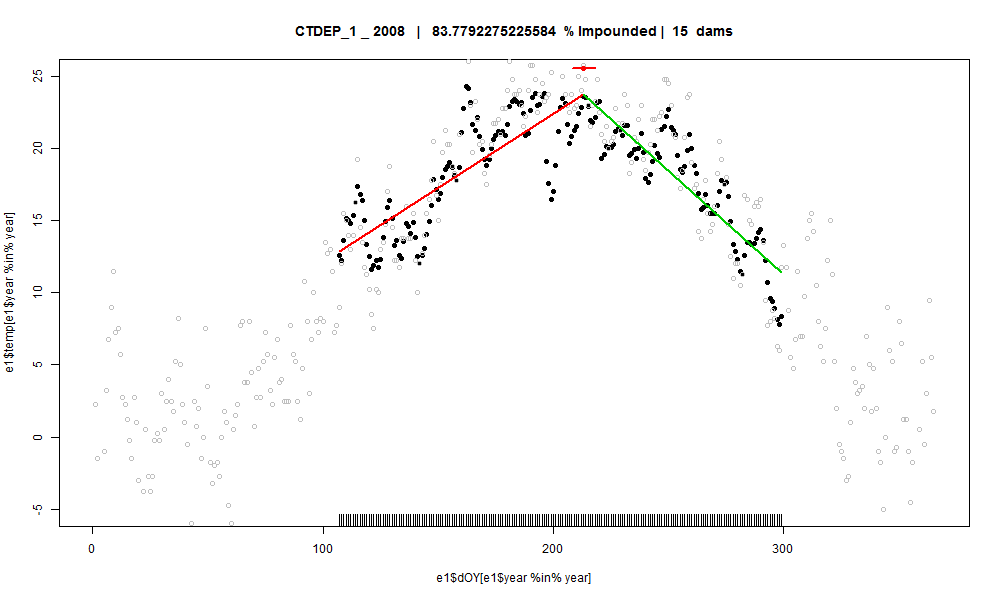 CTDEP_1 _ 2008 | 83.7792275225584 % Impounded | 15 dams
e1$temp[e1$year %in% year]
25
20
15
10
5
0
-5
0 100 200 300
e1$dOY[e1$year %in% year]